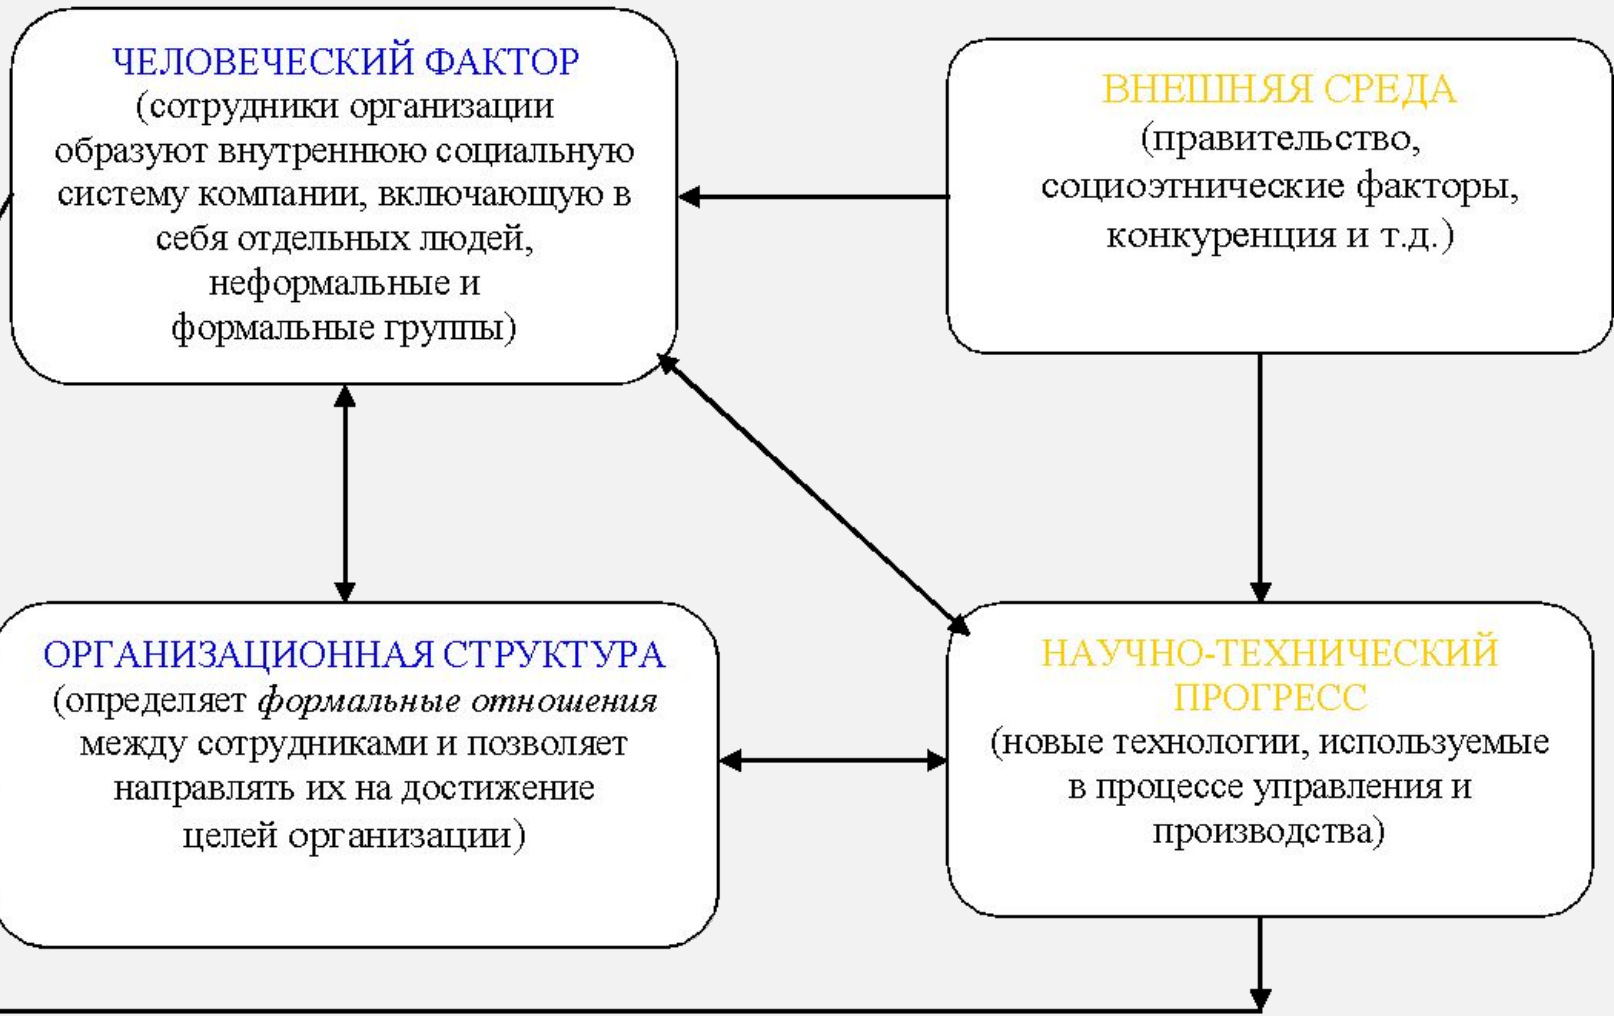 ЧЕЛОВЕЧЕСКИЙ ФАКТОР
(сотрудники организации
образуют внутреннюю социальную
систему компании, включающую в
себя отдельных людей,
неформальные и
формальные группы)
ВНЕШНЯЯ СРЕДА
(правительство,
социоэтнические факторы,
конкуренция и т.д.)
ОРГАНИЗАЦИОННАЯ СТРУКТУРА
(определяет формальные отношения
между сотрудниками и позволяет
направлять их на достижение
целей организации)
НАУЧНО-ТЕХНИЧЕСКИЙ
ПРОГРЕСС
(новые технологии, используемые
в процессе управления и
производства)